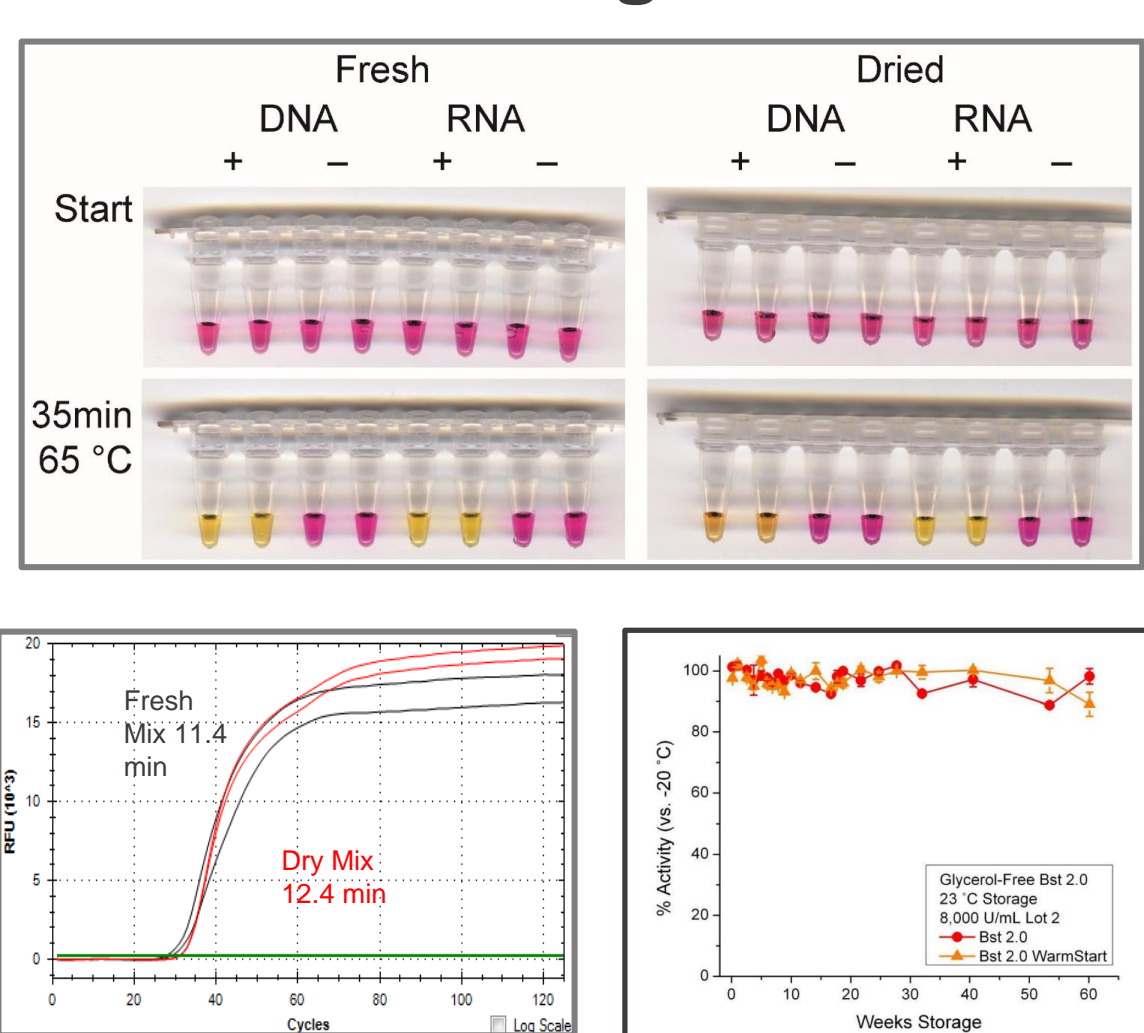 Fresh
Dried
DNA RNA
DNA RNA
+ – + –
+ – + –
Start
35min
65 °C
20
15
10
5
0
RFU (10^3)
Fresh
Mix 11.4
min
Dry Mix
12.4 min
0 20 40 60 80 100 120
Cycles
Log Scale
100
80
60
40
20
0
% Activity (vs. -20 °C)
Glycerol-Free Bst 2.0
23 °C Storage
8,000 U/mL Lot 2
Bst 2.0
Bst 2.0 WarmStart
0 10 20 30 40 50 60
Weeks Storage